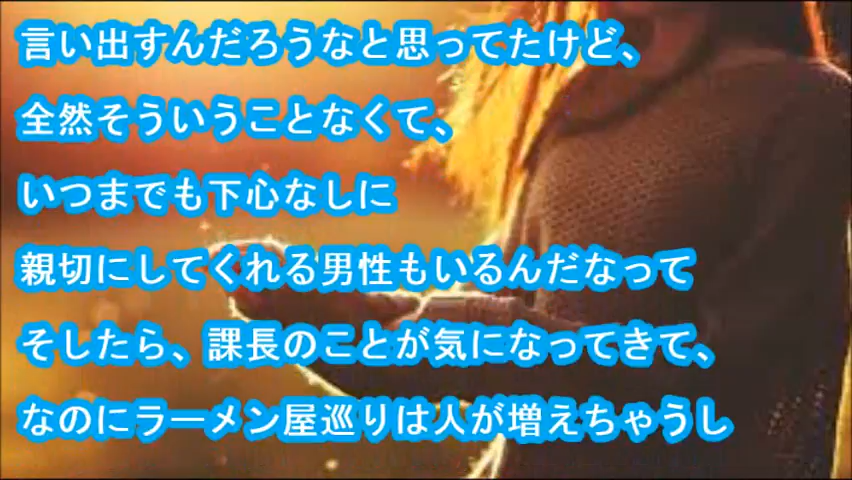 言い出すんだろうなと思ってたけど、
全然そういうことなくて、
いつまでも下心なしに
親切にしてくれる男性もいるんだなって
そしたら、課長のことが気になってきて、
なのにラーメン屋巡りは人が増えちゃうし